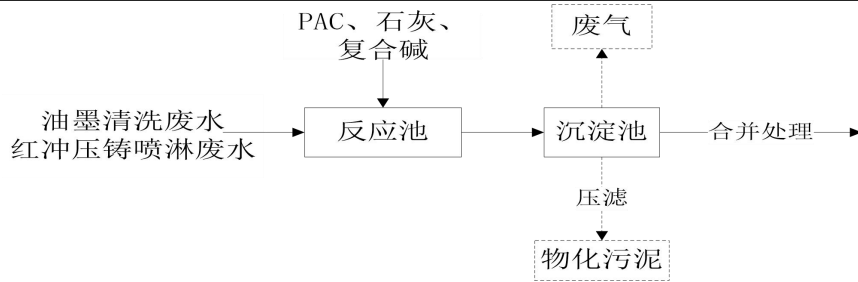 PAC、石灰、
复合碱
废气
油墨清洗废水
红冲压铸喷淋废水
反应池
沉淀池
合并处理
压滤
物化污泥